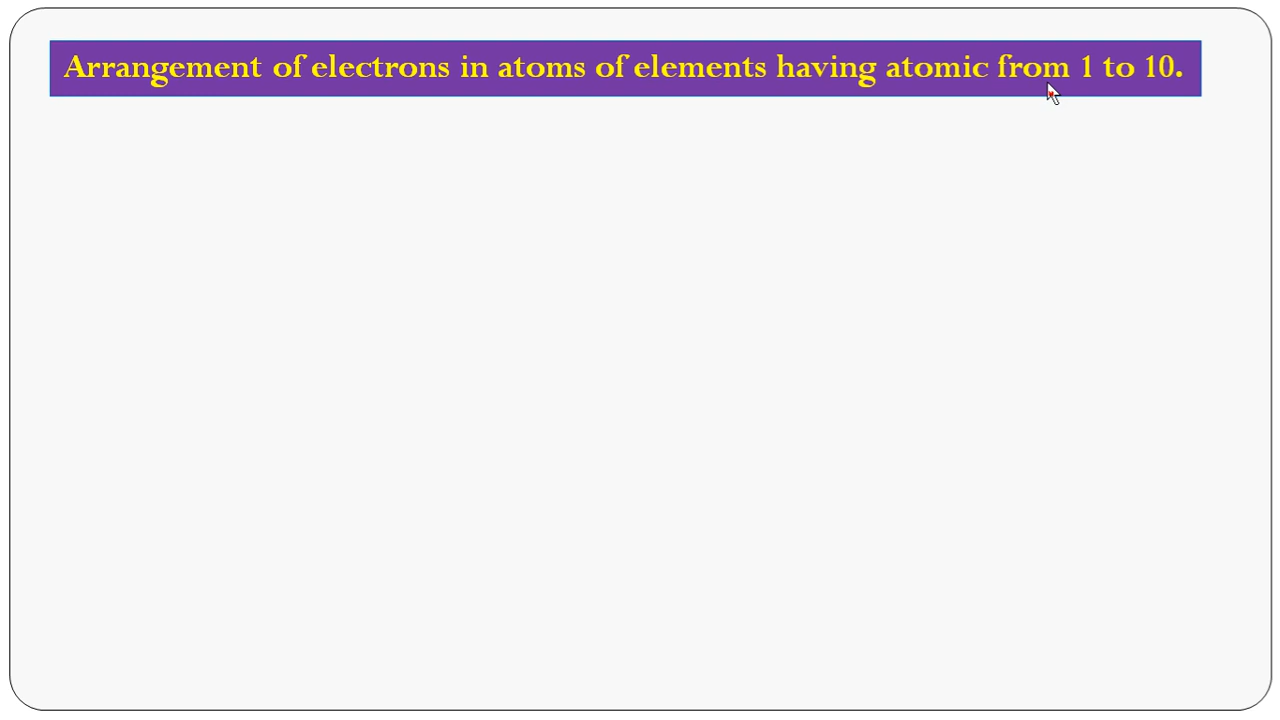 Arrangement of electrons in atoms of elements having atomic from 1 to 10.